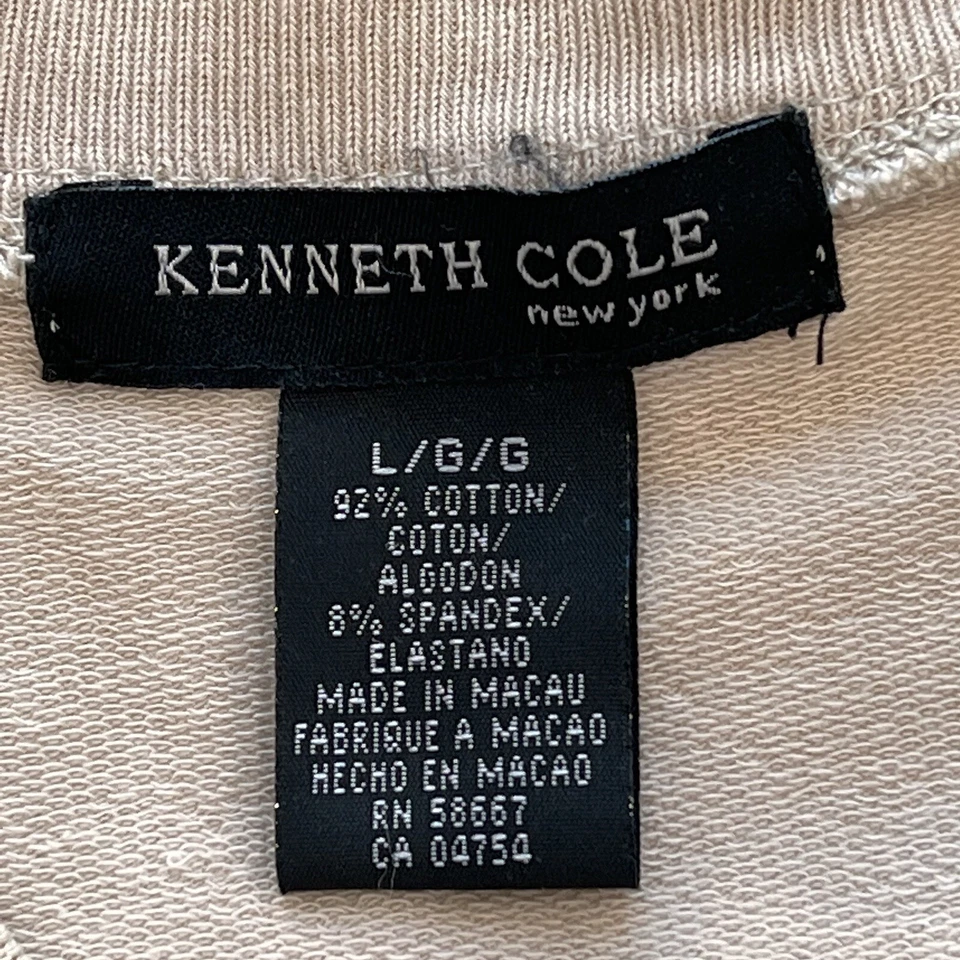 KENNETH COLE
new york
L/G/G
92% COTTON/
COTON/
ALGODON
8% SPANDEX/
ELASTANO
MADE IN MACAU
FABRIQUE A MACAO
HECHO EN MACAO
RN 58667
CA 04754